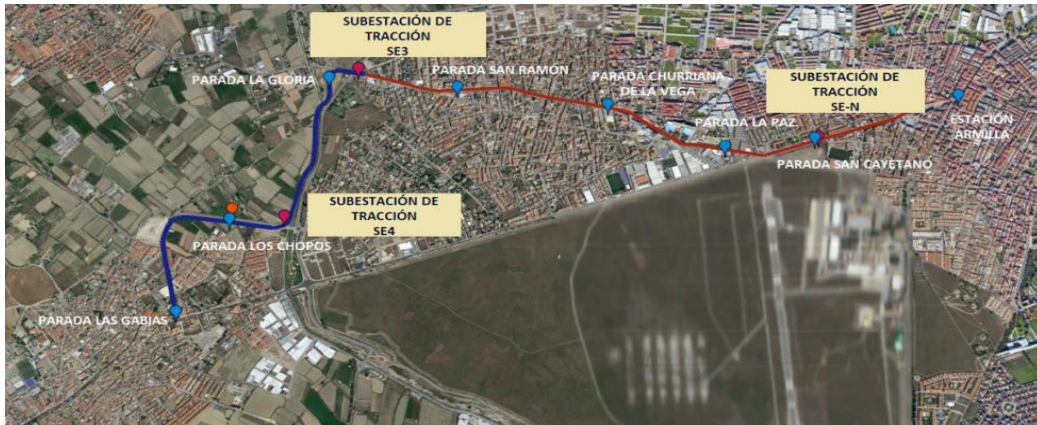 SUBESTACIÓN DE
TRACCIÓN
SE3
PARADA LA GLORIA
PARADA SAN RAMÓN
PARADA CHURRIANA
DE LA VEGA
SUBESTACIÓN DE
TRACCIÓN
SE-N
PARADA LA PAZ
ESTACIÓN
ARMILLA
PARADA SAN CAYETANO
SUBESTACIÓN DE
TRACCIÓN
SE4
PARADA LOS CHOPOS
PARADA LAS GABIAS